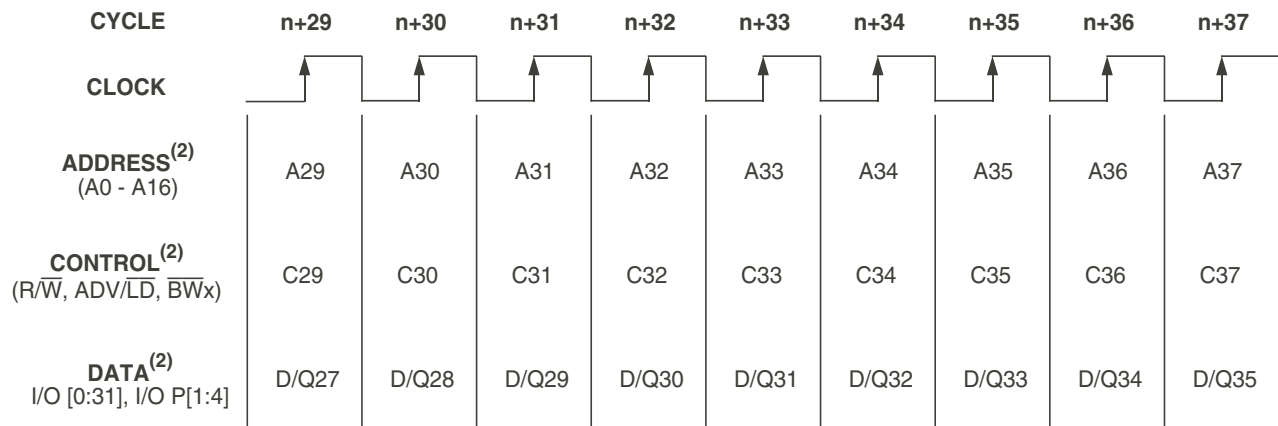 CYCLE n+29 n+30 n+31 n+32 n+33 n+34 n+35 n+36 n+37
CLOCK
ADDRESS(2)
(A0 - A16) A29 A30 A31 A32 A33 A34 A35 A36 A37
CONTROL(2)
(R/W̅, ADV/L̅D̅, B̅W̅x) C29 C30 C31 C32 C33 C34 C35 C36 C37
DATA(2)
I/O [0:31], I/O P[1:4] D/Q27 D/Q28 D/Q29 D/Q30 D/Q31 D/Q32 D/Q33 D/Q34 D/Q35